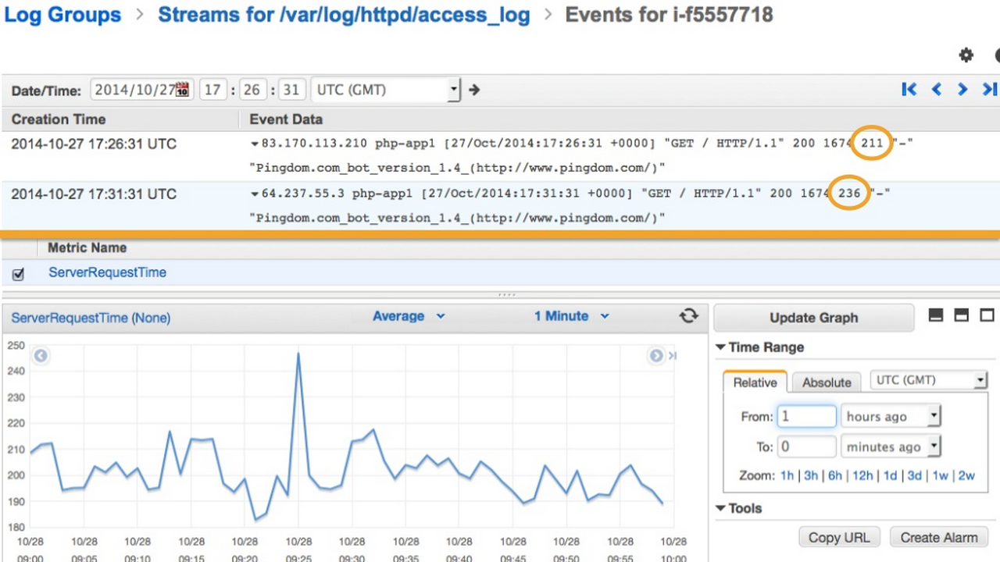 Log Groups > Streams for /var/log/httpd/access_log > Events for i-f5557718
Date/Time: 2014/10/27 10 17 : 26 : 31 UTC (GMT)
Creation Time Event Data
2014-10-27 17:26:31 UTC 83.170.113.210 php-app1 [27/Oct/2014:17:26:31 +0000] "GET / HTTP/1.1" 200 1674 211 "-"
"Pingdom.com_bot_version_1.4_(http://www.pingdom.com/)"
2014-10-27 17:31:31 UTC 64.237.55.3 php-app1 [27/Oct/2014:17:31:31 +0000] "GET / HTTP/1.1" 200 1674 236 "-"
"Pingdom.com_bot_version_1.4_(http://www.pingdom.com/)"
Metric Name
ServerRequestTime
ServerRequestTime (None) Average 1 Minute
250
240
230
220
210
200
190
180
10/28 10/28 10/28 10/28 10/28 10/28 10/28 10/28 10/28 10/28 10/28 10/28 10/28
09:00 09:05 09:10 09:15 09:20 09:25 09:30 09:35 09:40 09:45 09:50 09:55 10:00
Update Graph
Time Range
Relative Absolute UTC (GMT)
From: 1 hours ago
To: 0 minutes ago
Zoom: 1h | 3h | 6h | 12h | 1d | 3d | 1w | 2w
Tools
Copy URL Create Alarm